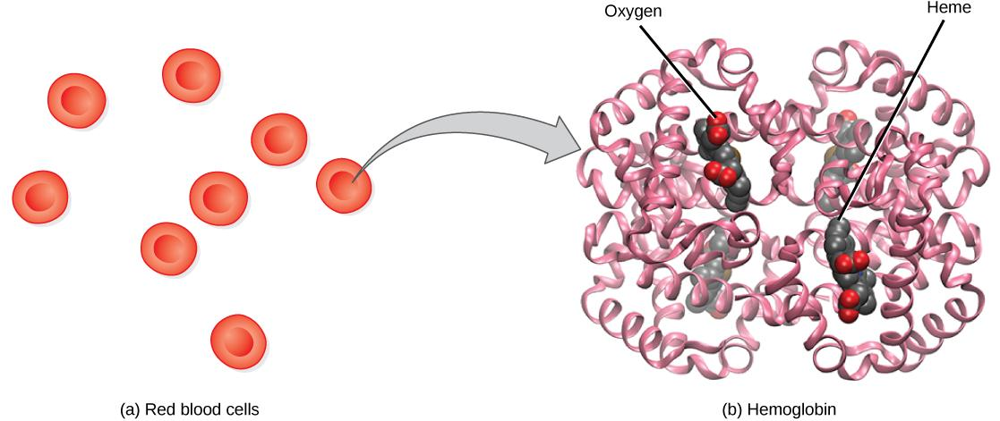 Oxygen
Heme
(a) Red blood cells
(b) Hemoglobin